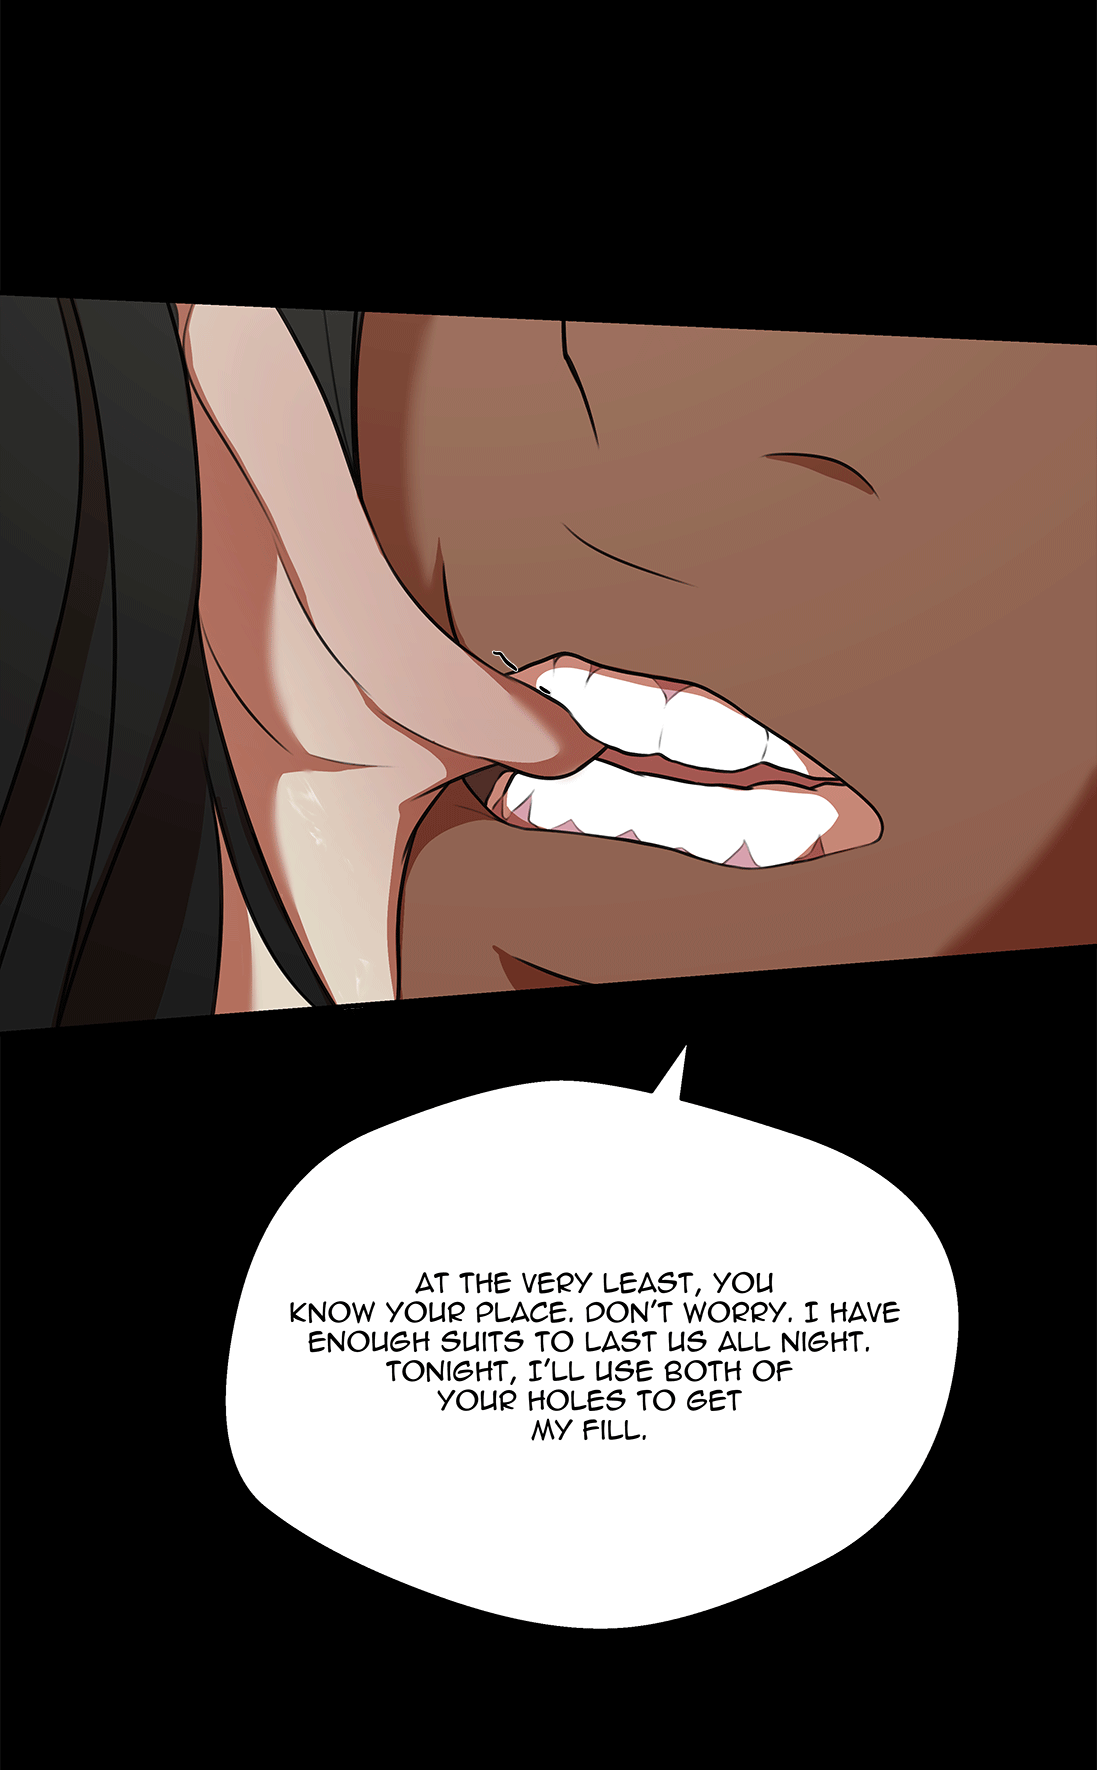 AT THE VERY LEAST, YOU
KNOW YOUR PLACE. DON'T WORRY. I HAVE
ENOUGH SUITS TO LAST US ALL NIGHT.
TONIGHT, I'LL USE BOTH OF
YOUR HOLES TO GET
MY FILL.